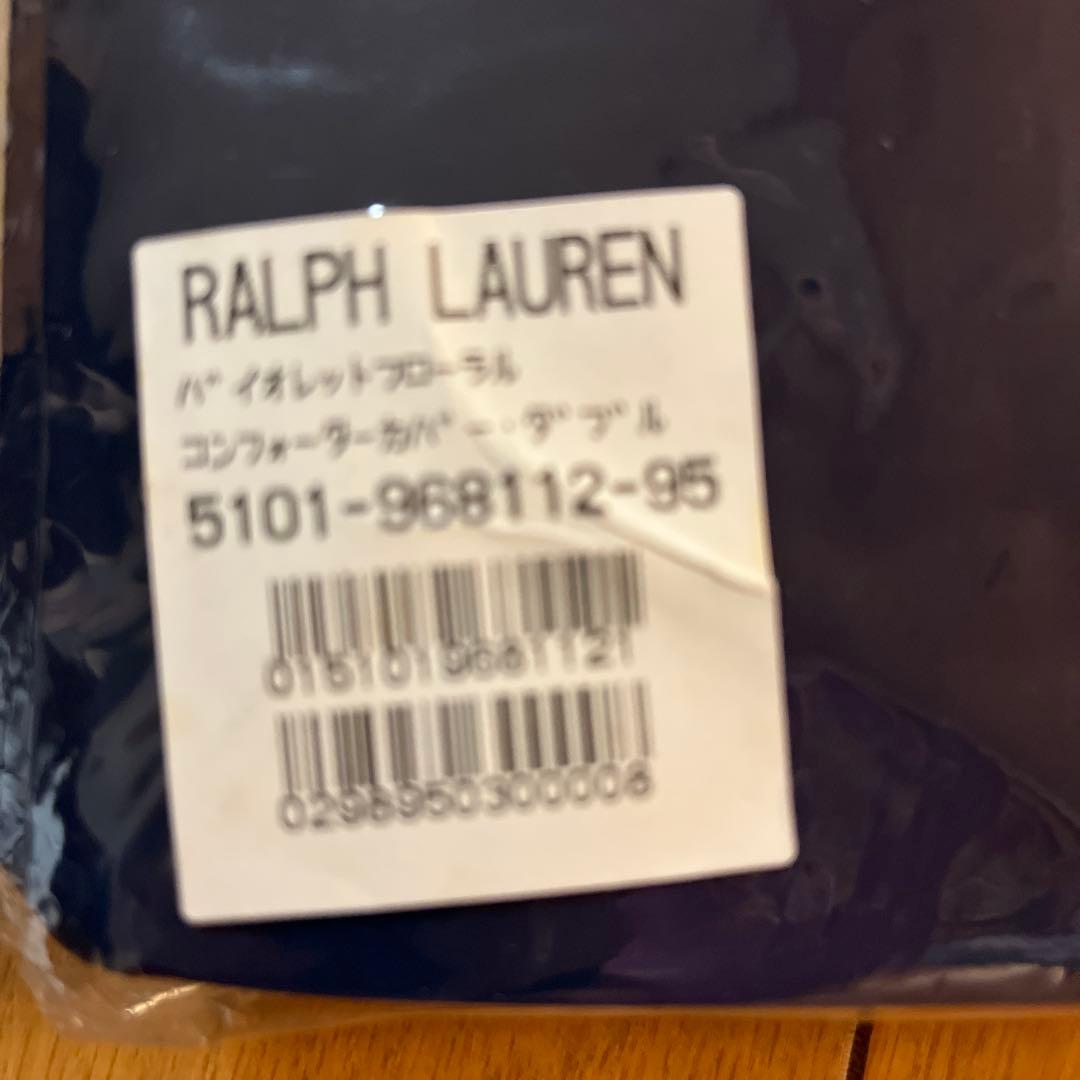 RALPH LAUREN
バイオレットフローラル
コンフォーターカバー・ダブル
5101-968112-95
0151019681121
0296950300008